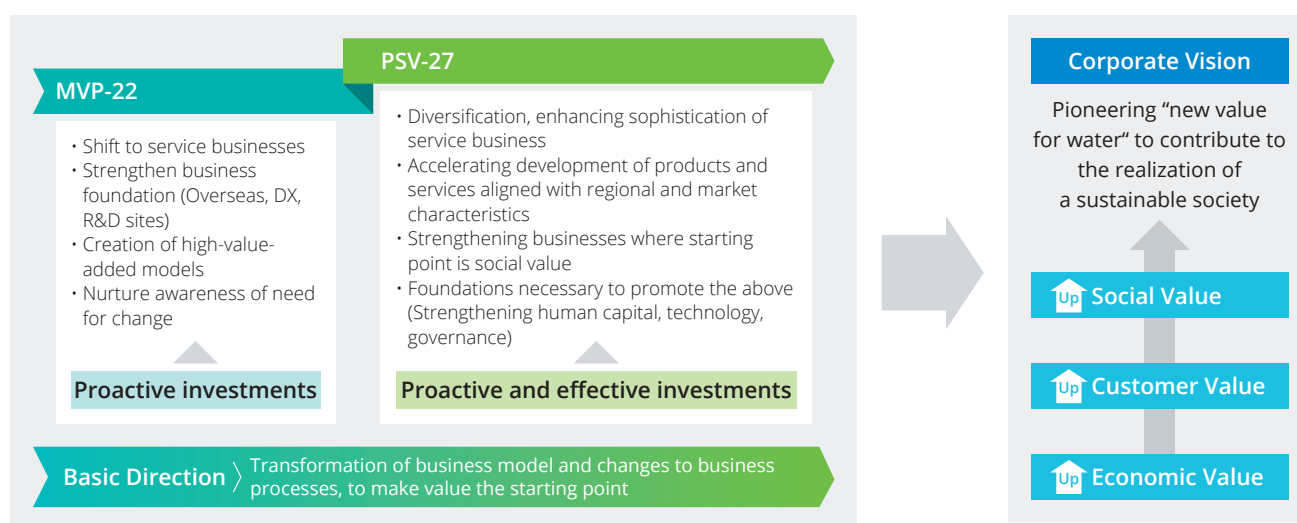 MVP-22
・Shift to service businesses
・Strengthen business
foundation (Overseas, DX,
R&D sites)
・Creation of high-value-
added models
・Nurture awareness of need
for change
Proactive investments
PSV-27
・Diversification, enhancing sophistication of
service business
・Accelerating development of products and
services aligned with regional and market
characteristics
・Strengthening businesses where starting
point is social value
・Foundations necessary to promote the above
(Strengthening human capital, technology,
governance)
Proactive and effective investments
Basic Direction
Transformation of business model and changes to business
processes, to make value the starting point
Corporate Vision
Pioneering “new value
for water“ to contribute to
the realization of
a sustainable society
Up Social Value
Up Customer Value
Up Economic Value